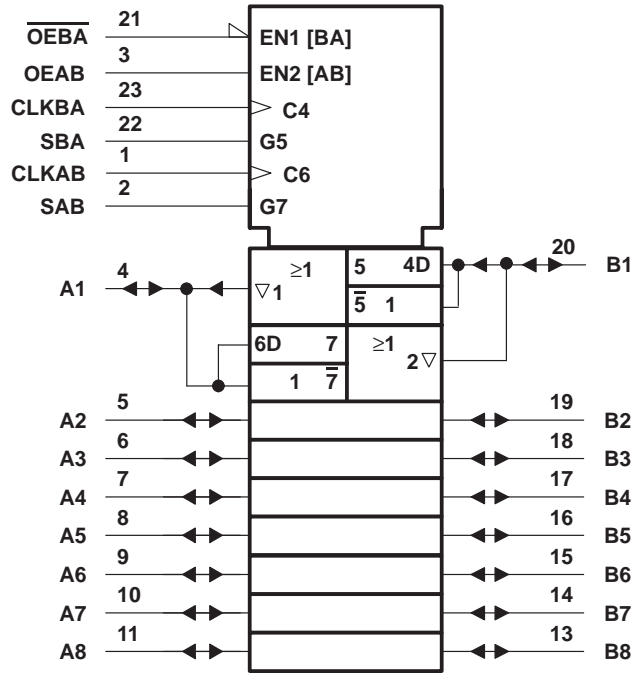 O̅E̅B̅A̅ 21 EN1 [BA]
OEAB 3 EN2 [AB]
CLKBA 23 C4
SBA 22 G5
CLKAB 1 C6
SAB 2 G7
A1 4 ≥1 ▽1 5 4D 20 B1
5̅ 1
6D 7 ≥1 2▽
1 7̅
A2 5 19 B2
A3 6 18 B3
A4 7 17 B4
A5 8 16 B5
A6 9 15 B6
A7 10 14 B7
A8 11 13 B8